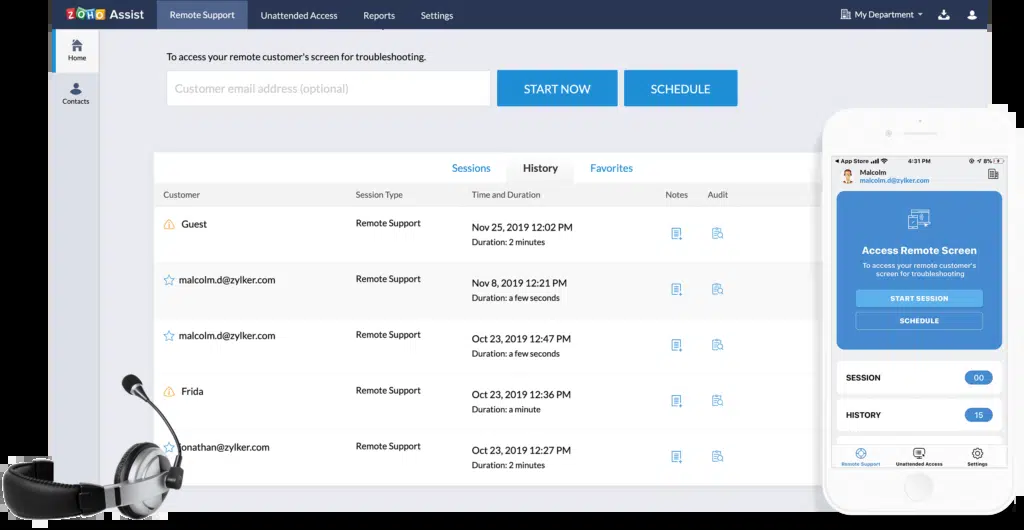 ZOHO Assist
Remote Support
Unattended Access
Reports
Settings
My Department
Home
Contacts
To access your remote customer's screen for troubleshooting.
Customer email address (optional)
START NOW
SCHEDULE
Sessions
History
Favorites
Customer
Session Type
Time and Duration
Notes
Audit
Guest
Remote Support
Nov 25, 2019 12:02 PM
Duration: 2 minutes
malcolm.d@zylker.com
Remote Support
Nov 8, 2019 12:21 PM
Duration: a few seconds
malcolm.d@zylker.com
Remote Support
Oct 23, 2019 12:47 PM
Duration: a few seconds
Frida
Remote Support
Oct 23, 2019 12:36 PM
Duration: a minute
onathan@zylker.com
Remote Support
Oct 23, 2019 12:27 PM
Duration: 2 minutes
App Store
4:31 PM
8%
Malcolm
malcolm.d@zylker.com
Access Remote Screen
To access your remote customer's
screen for troubleshooting
START SESSION
SCHEDULE
SESSION
00
HISTORY
15
Remote Support
Unattended Access
Settings